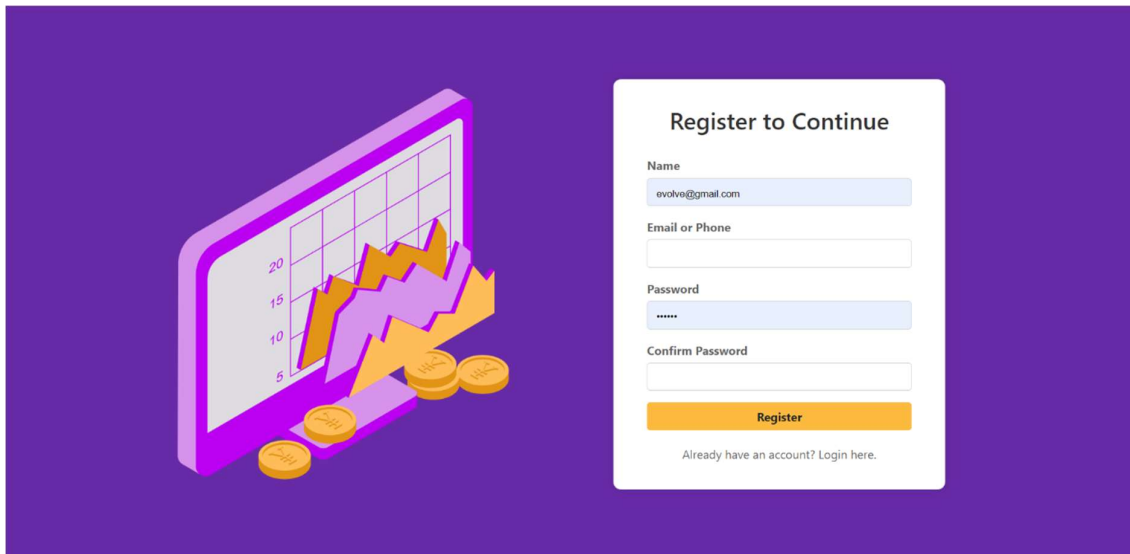 20
15
10
5
Register to Continue
Name
evolve@gmail.com
Email or Phone
Password
••••••
Confirm Password
Register
Already have an account? Login here.